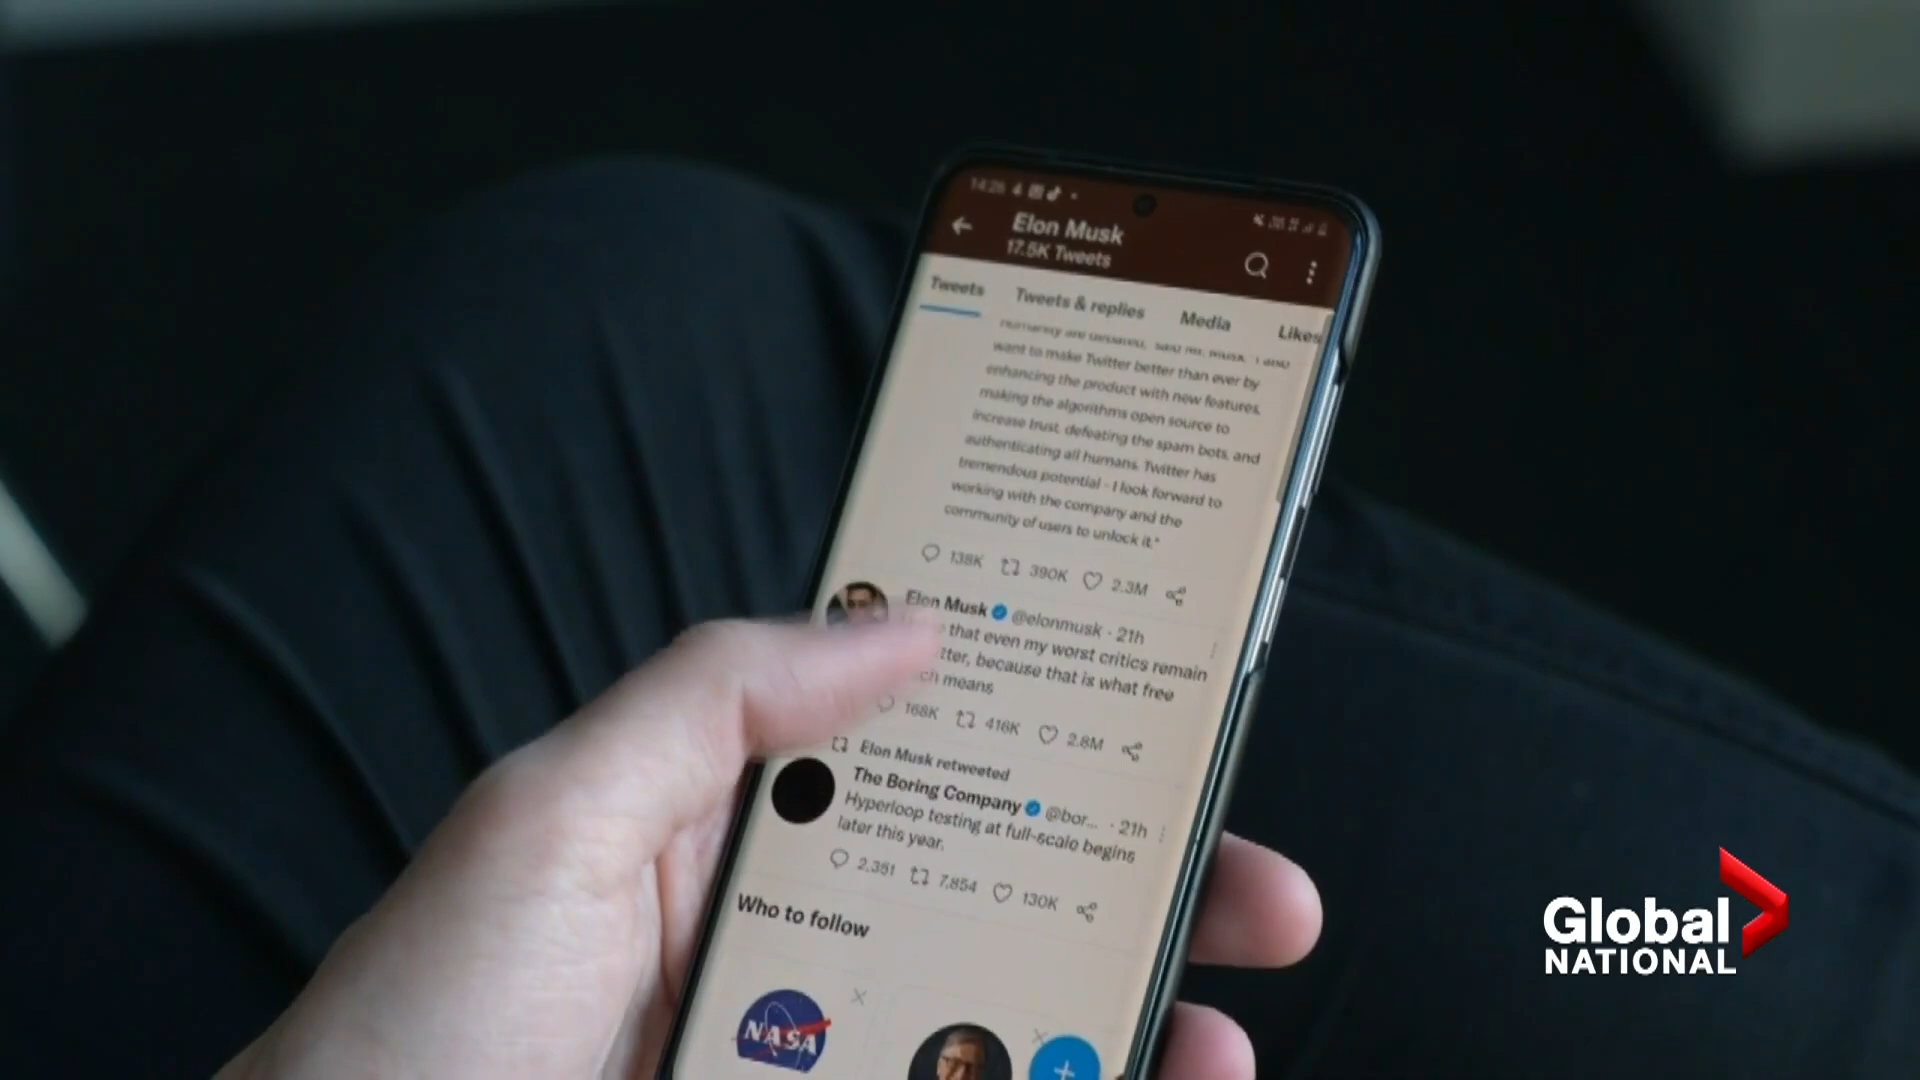 14:26
Elon Musk
17.5K Tweets
Tweets Tweets & replies Media Likes
want to make Twitter better than ever by
enhancing the product with new features,
making the algorithms open source to
increase trust, defeating the spam bots, and
authenticating all humans. Twitter has
tremendous potential - I look forward to
working with the company and the
community of users to unlock it."
138K 390K 2.3M
Elon Musk @elonmusk · 21h
that even my worst critics remain
because that is what free
means
168K 416K 2.8M
Elon Musk retweeted
The Boring Company @bor... · 21h
Hyperloop testing at full-scale begins
later this year.
2,351 7,854 130K
Who to follow
NASA
Global
NATIONAL